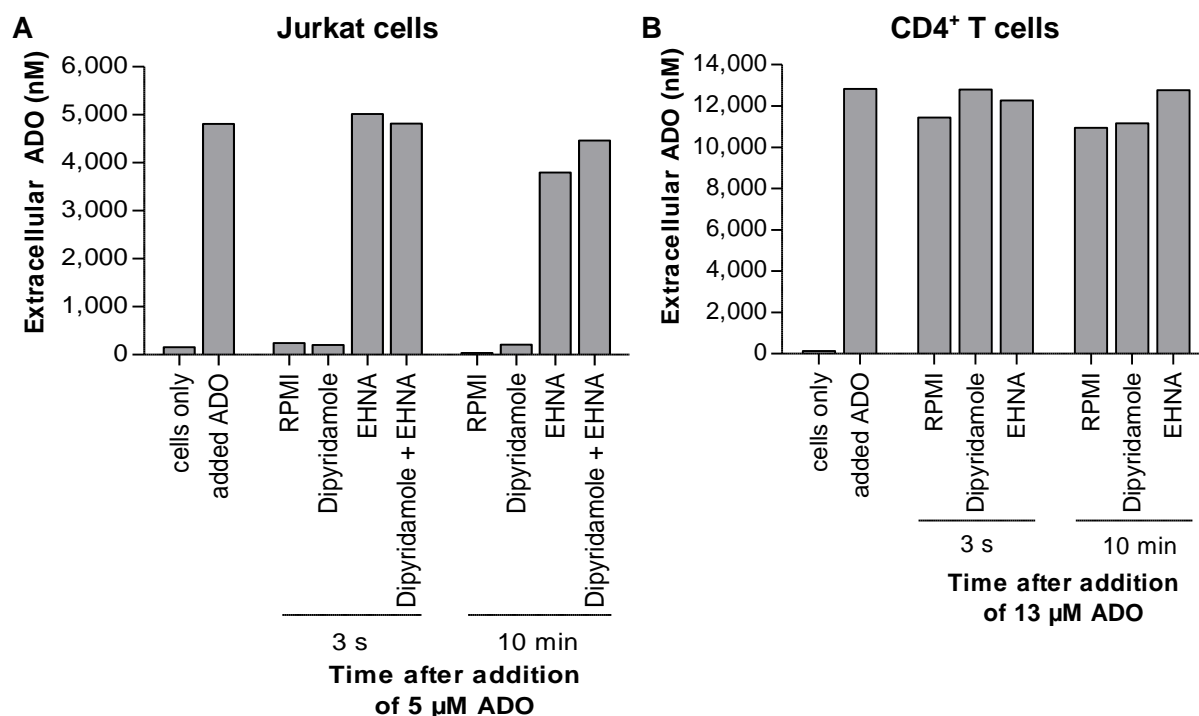 A
Jurkat cells
Extracellular ADO (nM)
6,000
5,000
4,000
3,000
2,000
1,000
0
cells only
added ADO
RPMI
Dipyridamole
EHNA
Dipyridamole + EHNA
RPMI
Dipyridamole
EHNA
Dipyridamole + EHNA
3 s
10 min
Time after addition
of 5 µM ADO
B
CD4⁺ T cells
Extracellular ADO (nM)
14,000
12,000
10,000
8,000
6,000
4,000
2,000
0
cells only
added ADO
RPMI
Dipyridamole
EHNA
RPMI
Dipyridamole
EHNA
3 s
10 min
Time after addition
of 13 µM ADO